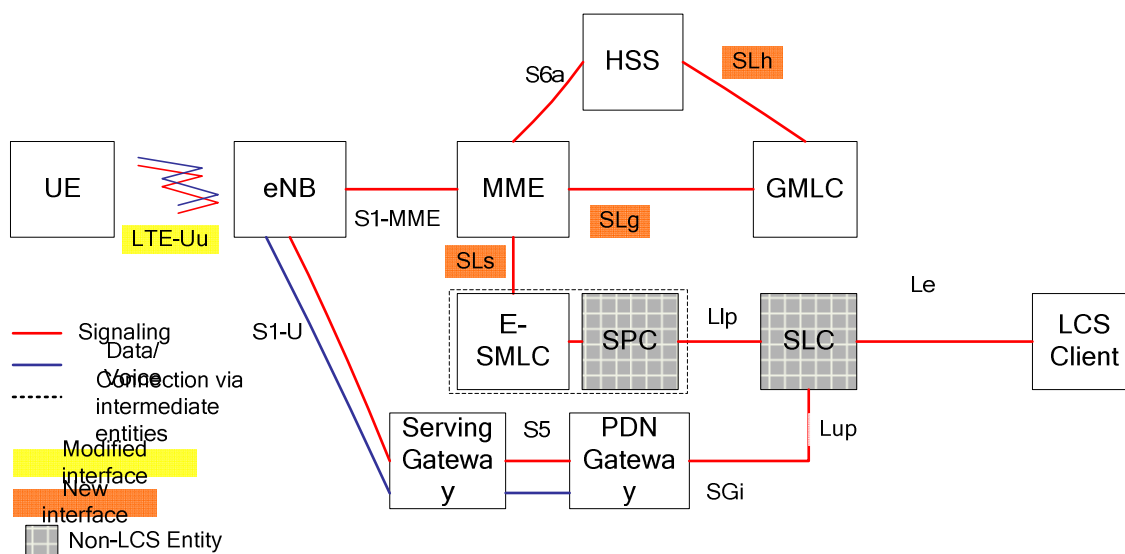 HSS
SLh
S6a
UE
eNB
MME
GMLC
S1-MME
SLg
LTE-Uu
SLs
Le
E-
SMLC
SPC
Llp
SLC
LCS
Client
S1-U
Signaling
Data/
Voice
Connection via
intermediate
entities
Serving
Gatewa
y
S5
PDN
Gatewa
y
Lup
SGi
Modified
interface
New
interface
Non-LCS Entity